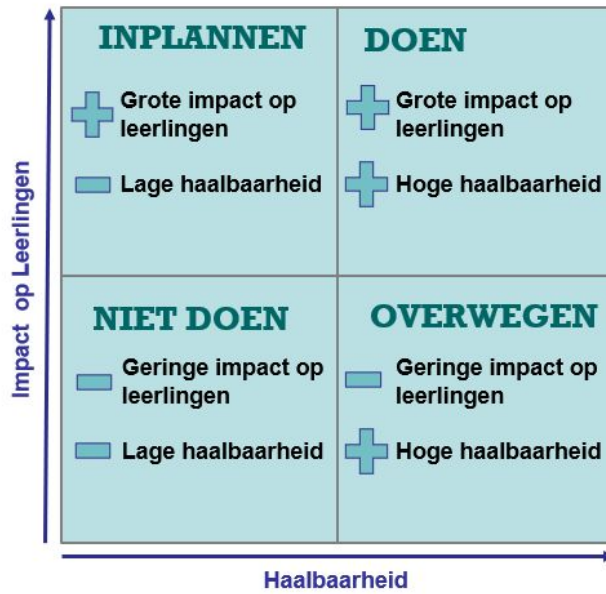 Impact op Leerlingen
INPLANNEN
Grote impact op
leerlingen
Lage haalbaarheid
DOEN
Grote impact op
leerlingen
Hoge haalbaarheid
NIET DOEN
Geringe impact op
leerlingen
Lage haalbaarheid
OVERWEGEN
Geringe impact op
leerlingen
Hoge haalbaarheid
Haalbaarheid